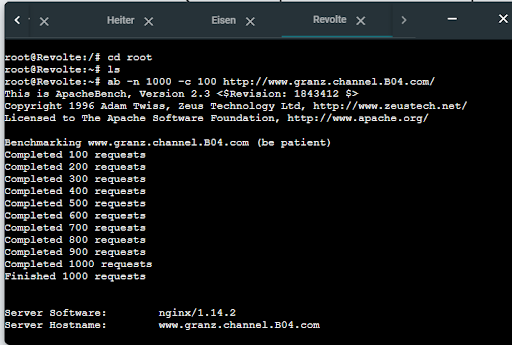 Heiter
Eisen
Revolte
root@Revolte:/# cd root
root@Revolte:~# ls
root@Revolte:~# ab -n 1000 -c 100 http://www.granz.channel.B04.com/
This is ApacheBench, Version 2.3 <$Revision: 1843412 $>
Copyright 1996 Adam Twiss, Zeus Technology Ltd, http://www.zeustech.net/
Licensed to The Apache Software Foundation, http://www.apache.org/
Benchmarking www.granz.channel.B04.com (be patient)
Completed 100 requests
Completed 200 requests
Completed 300 requests
Completed 400 requests
Completed 500 requests
Completed 600 requests
Completed 700 requests
Completed 800 requests
Completed 900 requests
Completed 1000 requests
Finished 1000 requests
Server Software: nginx/1.14.2
Server Hostname: www.granz.channel.B04.com